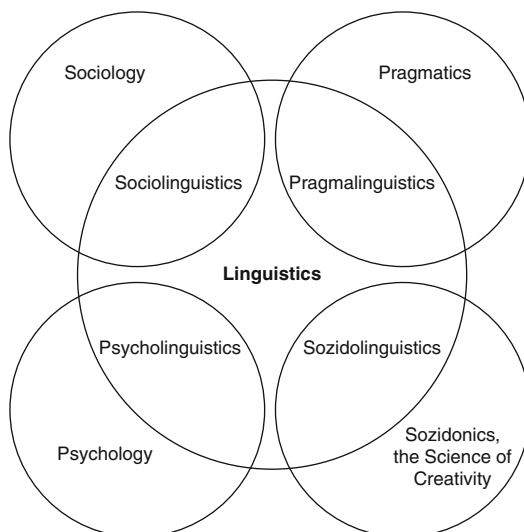 Sociology
Pragmatics
Sociolinguistics
Pragmalinguistics
Linguistics
Psycholinguistics
Sozidolinguistics
Psychology
Sozidonics,
the Science of
Creativity